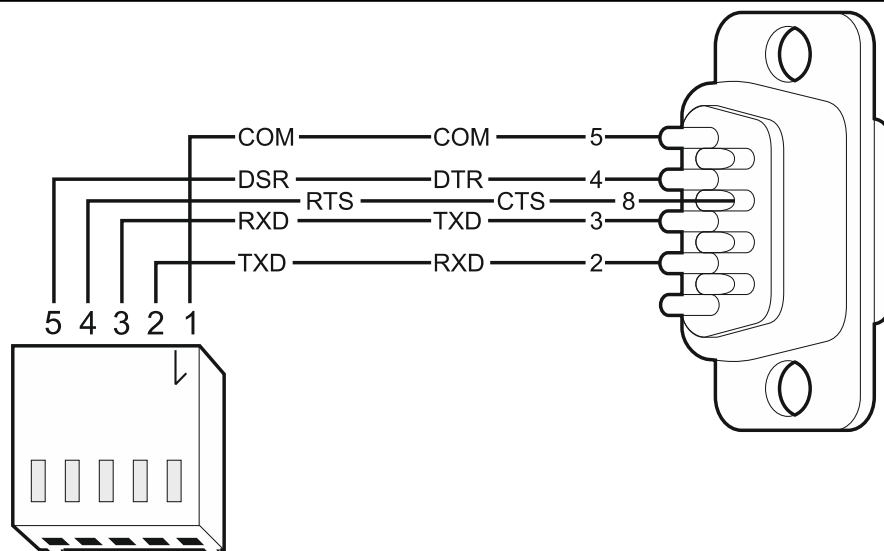 COM COM 5
DSR DTR 4
RTS CTS 8
RXD TXD 3
TXD RXD 2
5 4 3 2 1